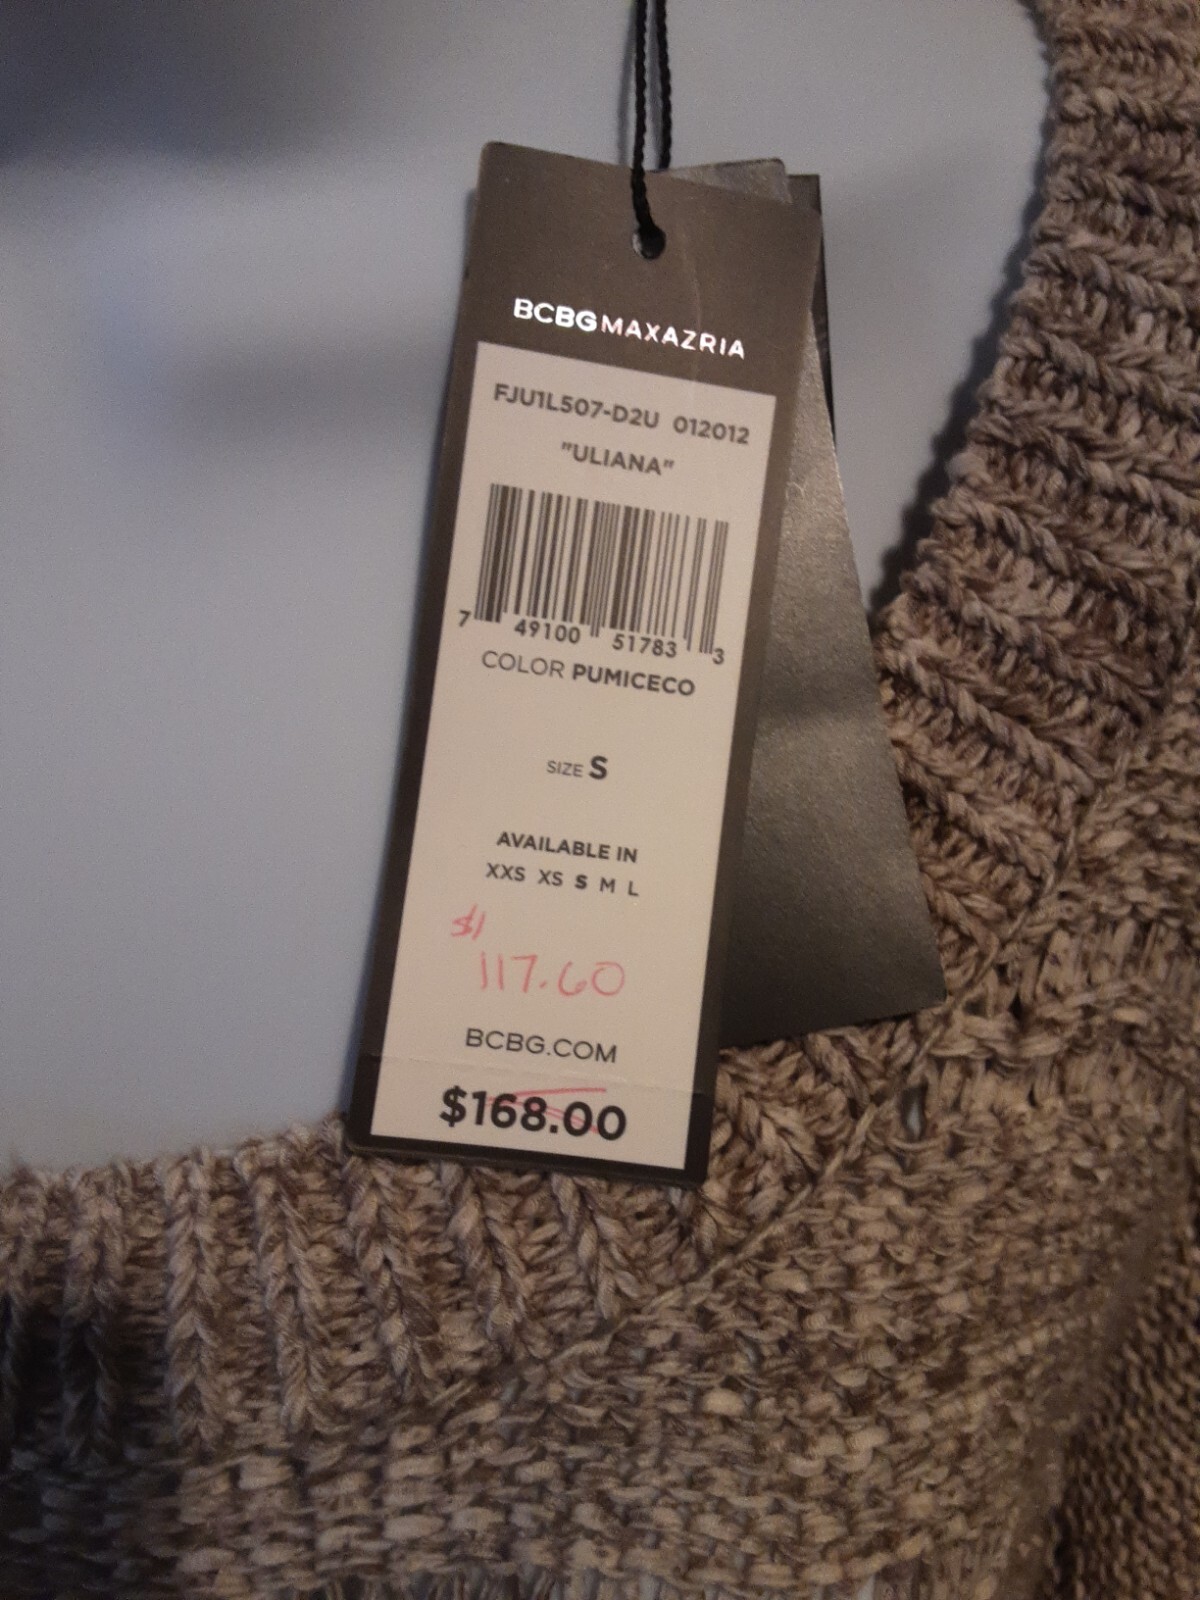 BCBGMAXAZRIA
FJU1L507-D2U 012012
"ULIANA"
7 49100 51783 3
COLOR PUMICECO
SIZE S
AVAILABLE IN
XXS XS S M L
$1
117.60
BCBG.COM
$168.00